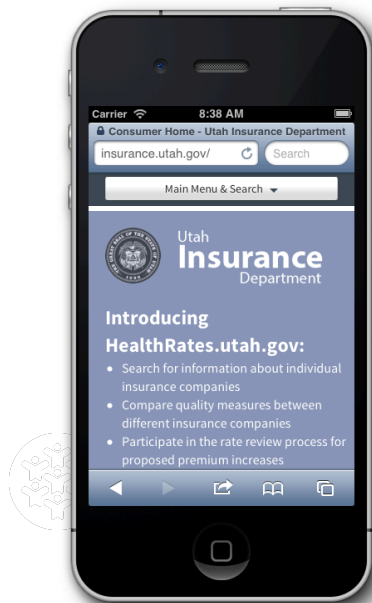 Carrier 8:38 AM
Consumer Home - Utah Insurance Department
insurance.utah.gov/ Search
Main Menu & Search
Utah
Insurance
Department
Introducing
HealthRates.utah.gov:
Search for information about individual
insurance companies
Compare quality measures between
different insurance companies
Participate in the rate review process for
proposed premium increases